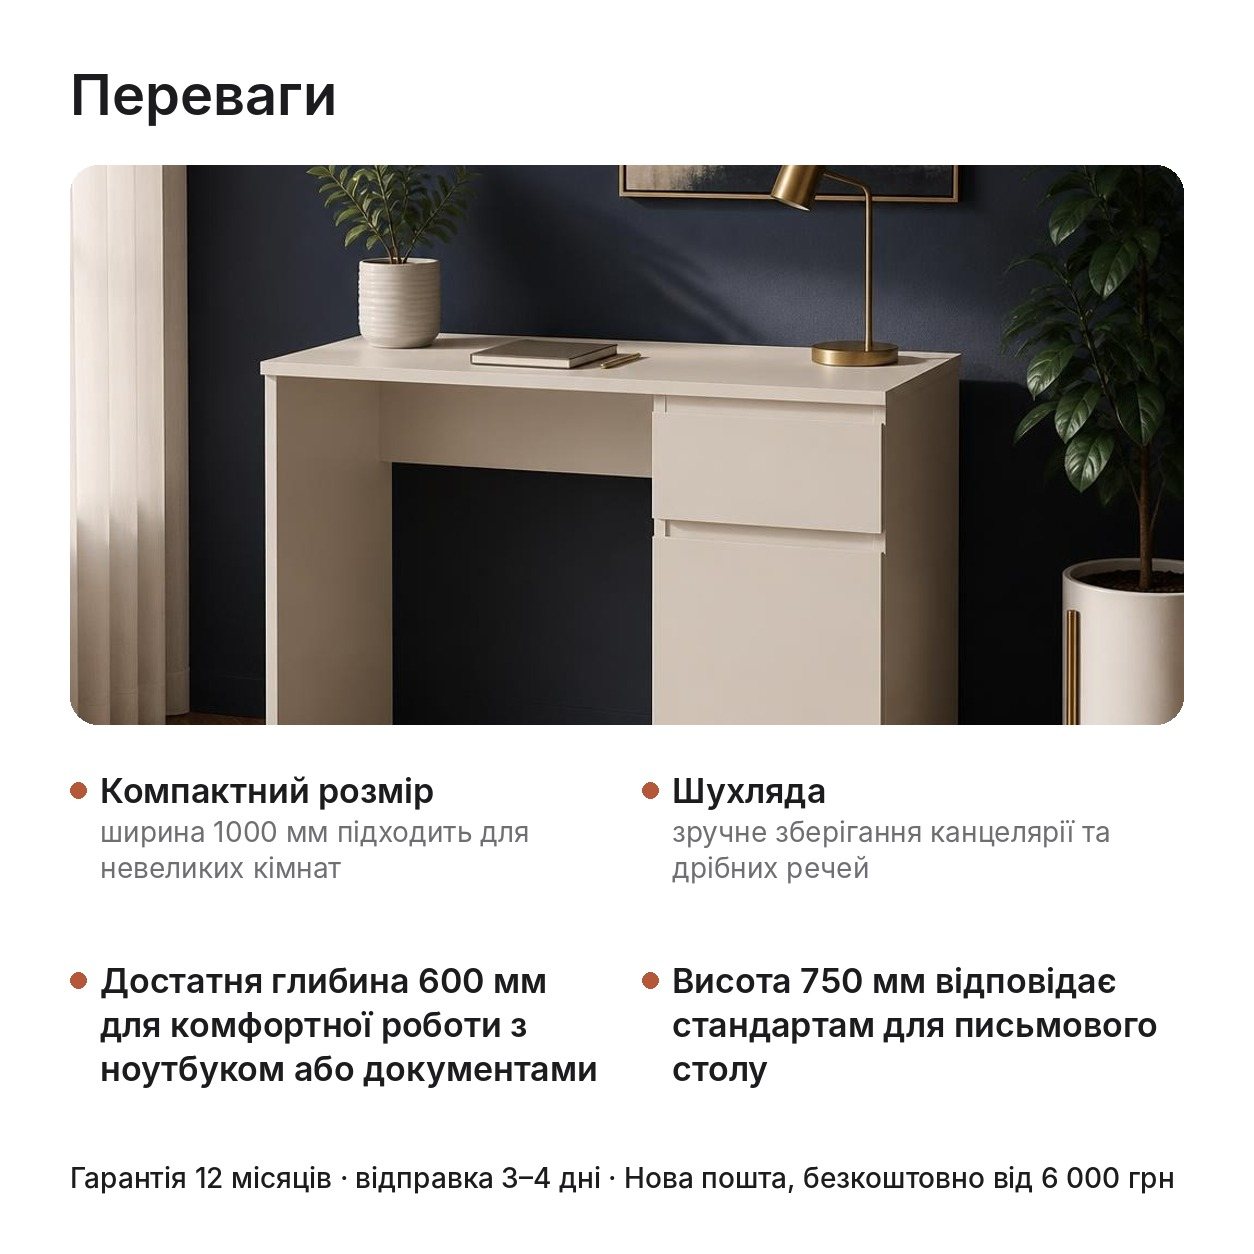 Переваги
Компактний розмір
ширина 1000 мм підходить для
невеликих кімнат
Шухляда
зручне зберігання канцелярії та
дрібних речей
Достатня глибина 600 мм
для комфортної роботи з
ноутбуком або документами
Висота 750 мм відповідає
стандартам для письмового
столу
Гарантія 12 місяців · відправка 3–4 дні · Нова пошта, безкоштовно від 6 000 грн